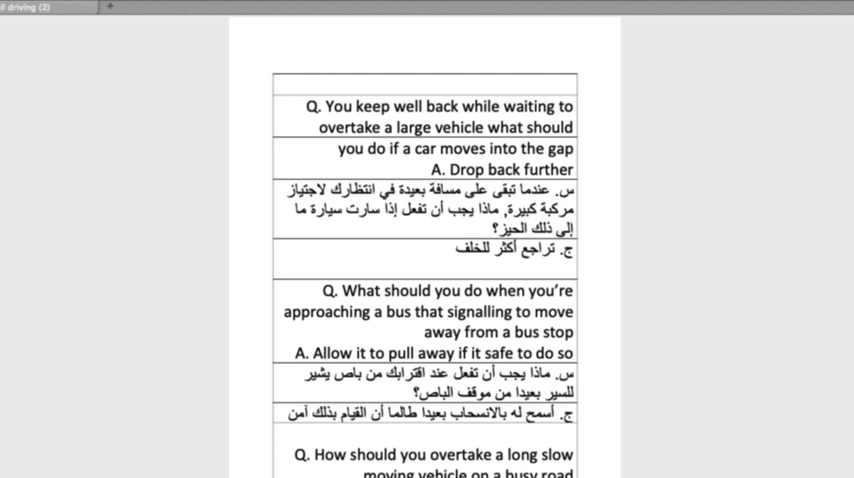 ll driving (2)
Q. You keep well back while waiting to
overtake a large vehicle what should
you do if a car moves into the gap
A. Drop back further
س. عندما تبقى على مسافة بعيدة في انتظارك لاجتياز
مركبة كبيرة, ماذا يجب أن تفعل إذا سارت سيارة ما
إلى ذلك الحيز؟
ج. تراجع أكثر للخلف
Q. What should you do when you're
approaching a bus that signalling to move
away from a bus stop
A. Allow it to pull away if it safe to do so
س. ماذا يجب أن تفعل عند اقترابك من باص يشير
للسير بعيدا من موقف الباص؟
ج. أسمح له بالانسحاب بعيدا طالما أن القيام بذلك آمن
Q. How should you overtake a long slow
moving vehicle on a busy road